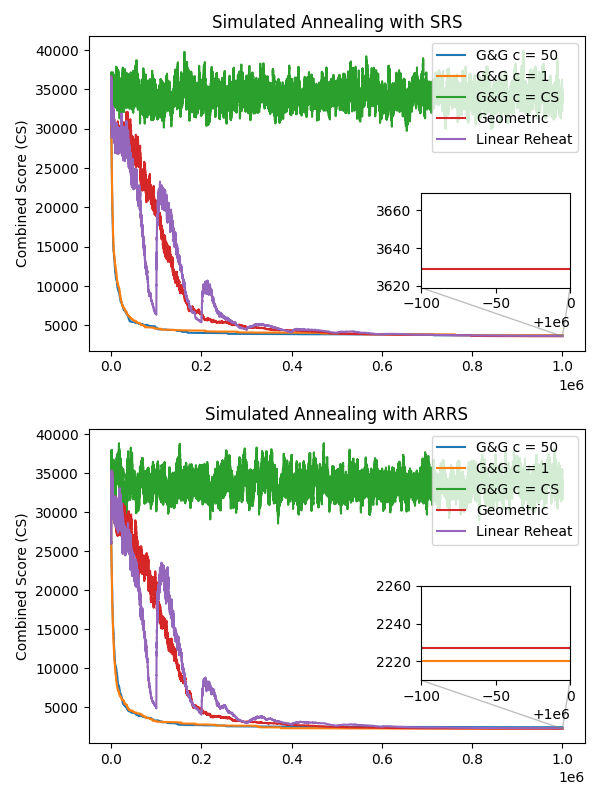 Simulated Annealing with SRS
Combined Score (CS)
40000
35000
30000
25000
20000
15000
10000
5000
G&G c = 50
G&G c = 1
G&G c = CS
Geometric
Linear Reheat
3660
3640
3620
−100 −50 0
+1e6
0.0 0.2 0.4 0.6 0.8 1.0
1e6
Simulated Annealing with ARRS
Combined Score (CS)
40000
35000
30000
25000
20000
15000
10000
5000
G&G c = 50
G&G c = 1
G&G c = CS
Geometric
Linear Reheat
2260
2240
2220
−100 −50 0
+1e6
0.0 0.2 0.4 0.6 0.8 1.0
1e6